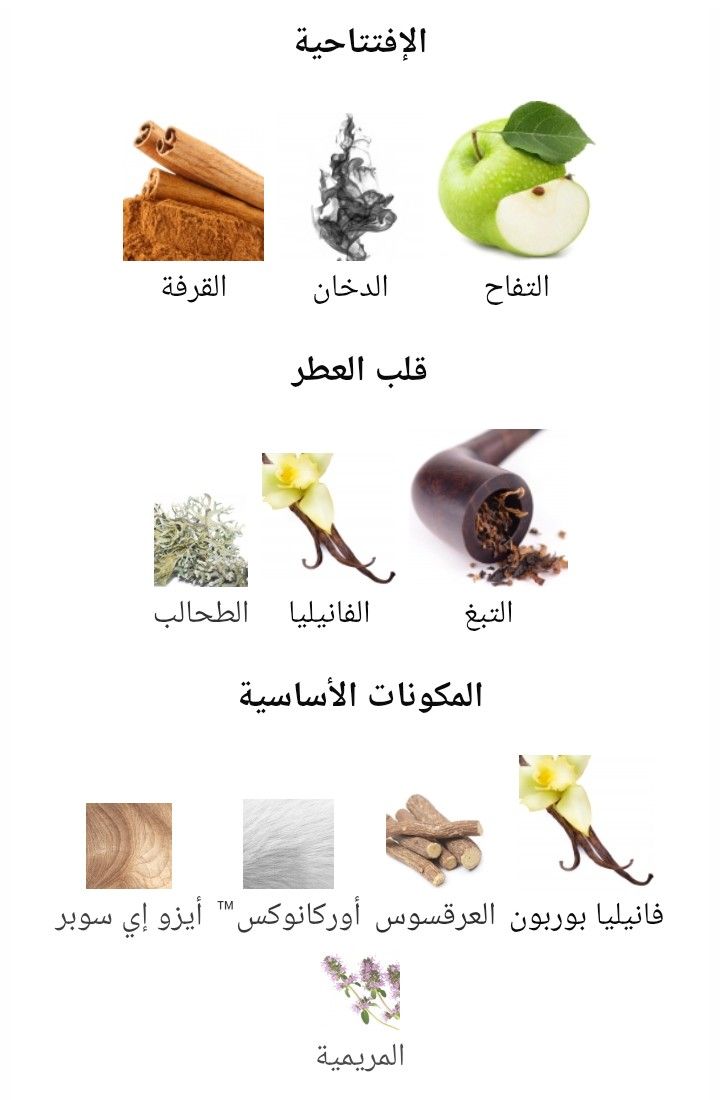 الإفتتاحية
التفاح الدخان القرفة
قلب العطر
التبغ الفانيليا الطحالب
المكونات الأساسية
فانيليا بوربون العرقسوس أوركانوكس™ أيزو إي سوبر
المريمية